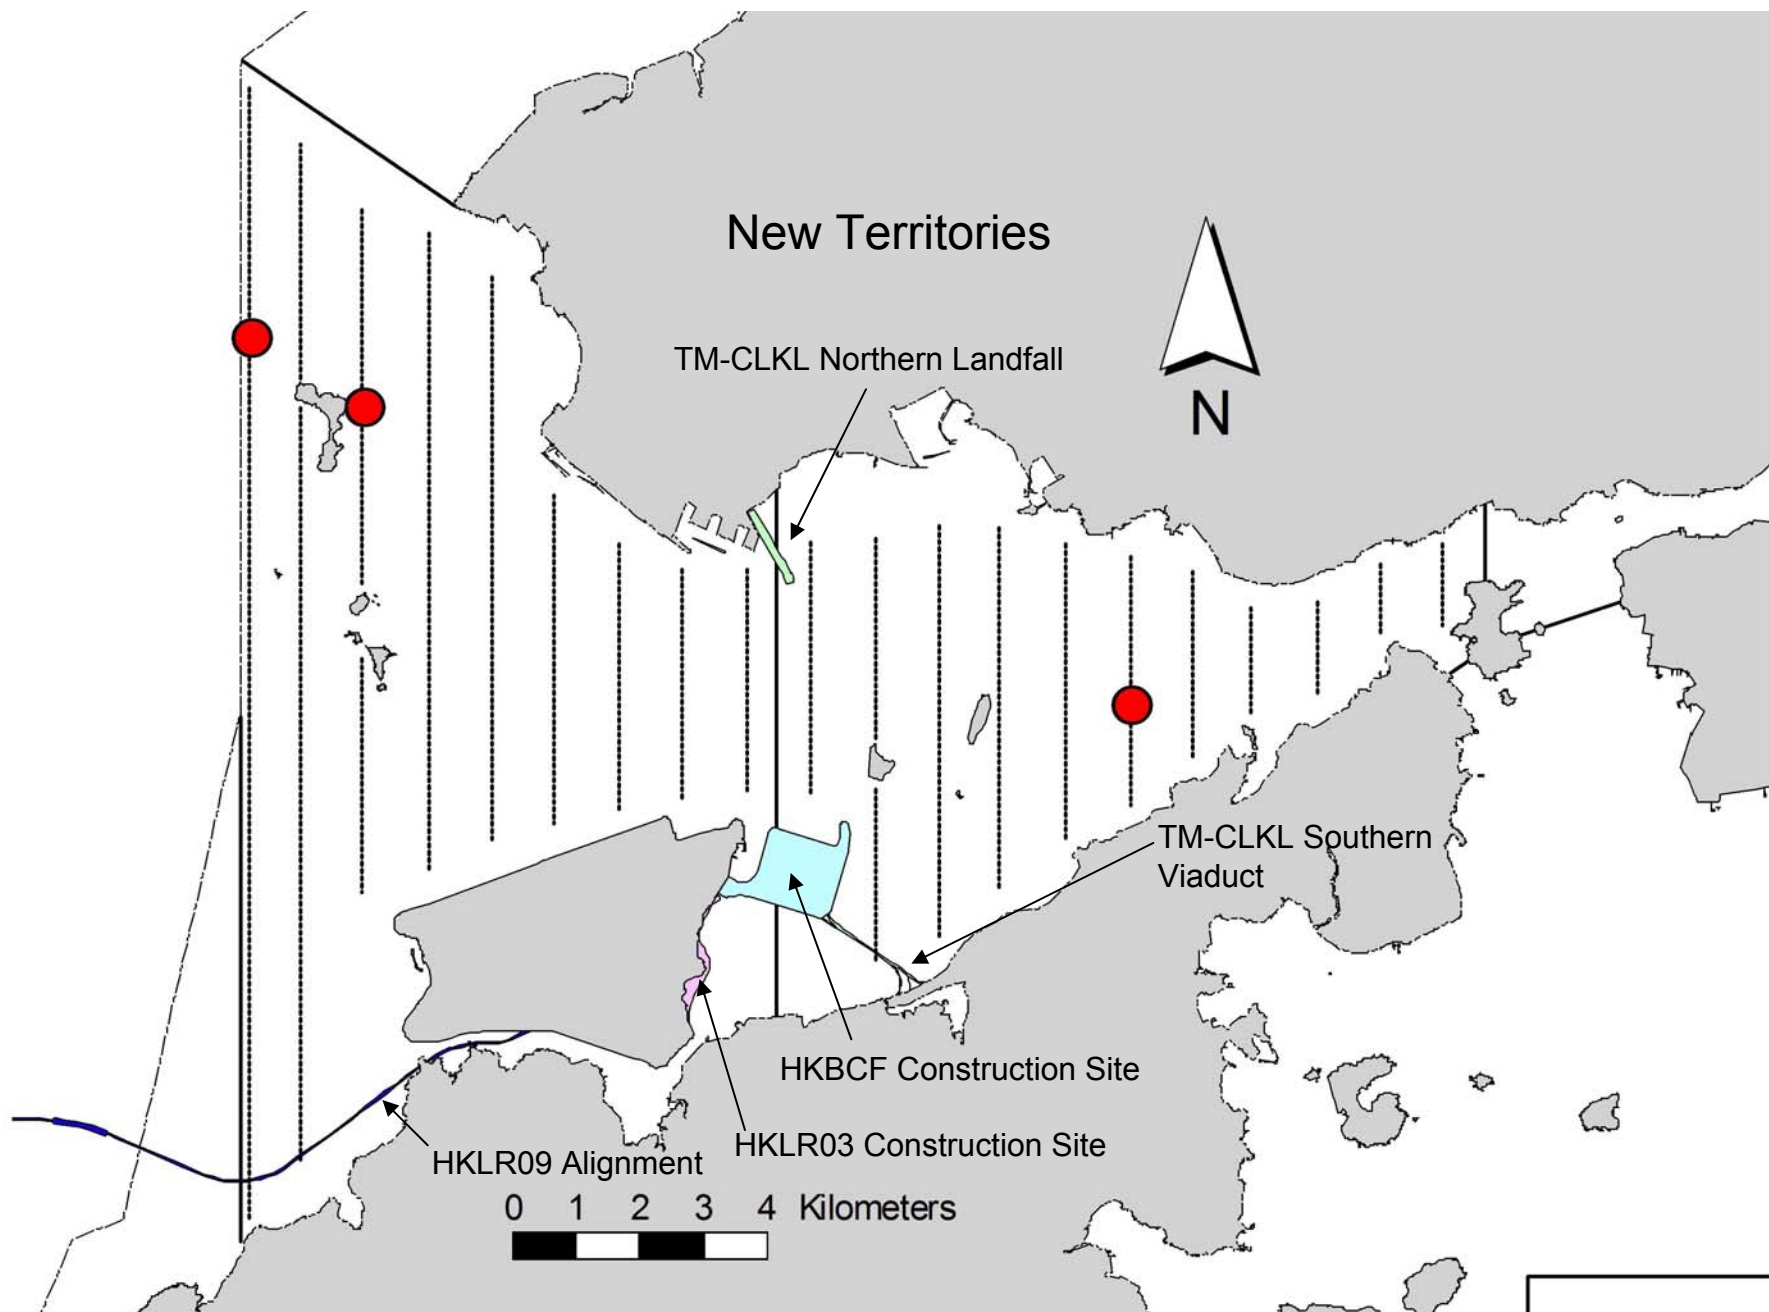 New Territories
TM-CLKL Northern Landfall
N
TM-CLKL Southern
Viaduct
HKBCF Construction Site
HKLR03 Construction Site
HKLR09 Alignment
0 1 2 3 4 Kilometers